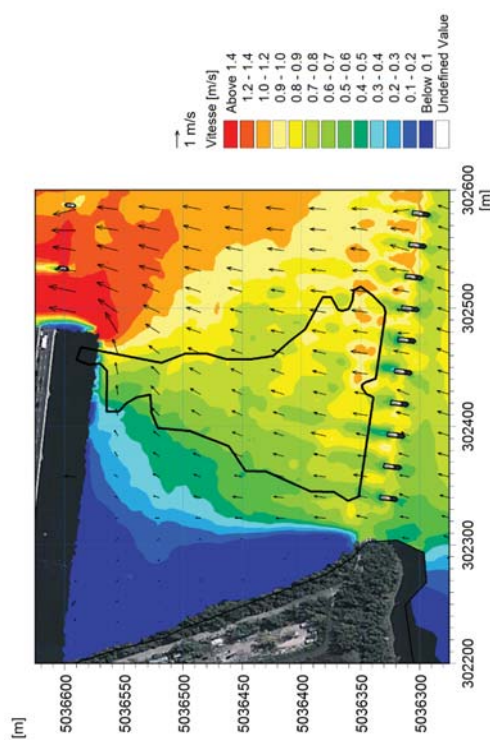 [m]
5036600
5036550
5036500
5036450
5036400
5036350
5036300
302200
302300
302400
302500
302600
[m]
1 m/s
Vitesse [m/s]
Above 1.4
1.2 - 1.4
1.0 - 1.2
0.9 - 1.0
0.8 - 0.9
0.7 - 0.8
0.6 - 0.7
0.5 - 0.6
0.4 - 0.5
0.3 - 0.4
0.2 - 0.3
0.1 - 0.2
Below 0.1
Undefined Value